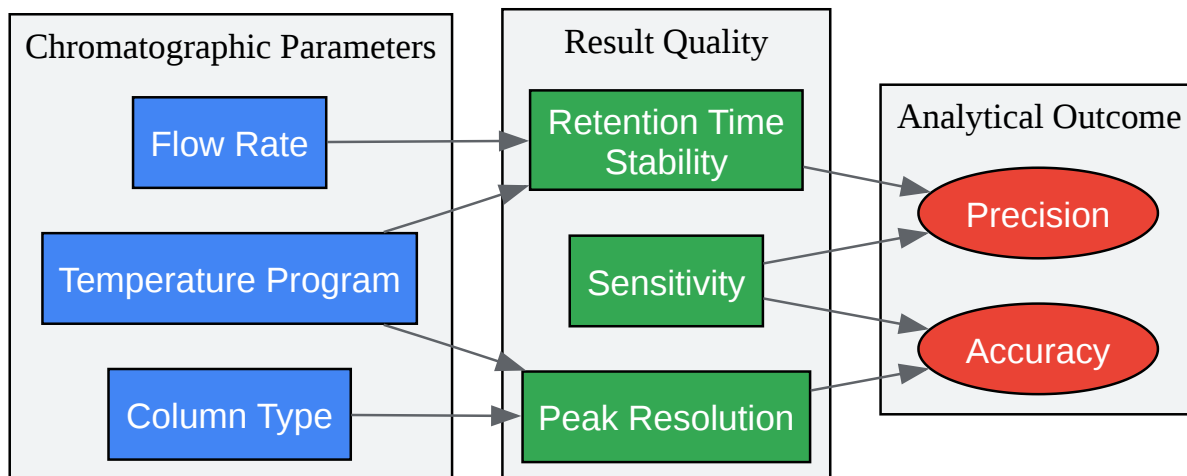 Chromatographic Parameters
Flow Rate
Temperature Program
Column Type
Result Quality
Retention Time
Stability
Sensitivity
Peak Resolution
Analytical Outcome
Precision
Accuracy